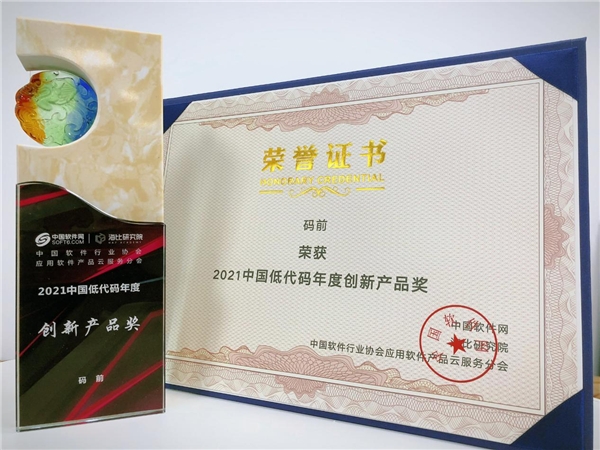 中国软件网
SOFT6.COM
海比研究院
中国软件行业协会
应用软件产品云服务分会
2021中国低代码年度
创新产品奖
码前
荣誉证书
HONORARY CREDENTIAL
码前
荣获
2021中国低代码年度创新产品奖
中国软件网
比研究院
中国软件行业协会应用软件产品云服务分会